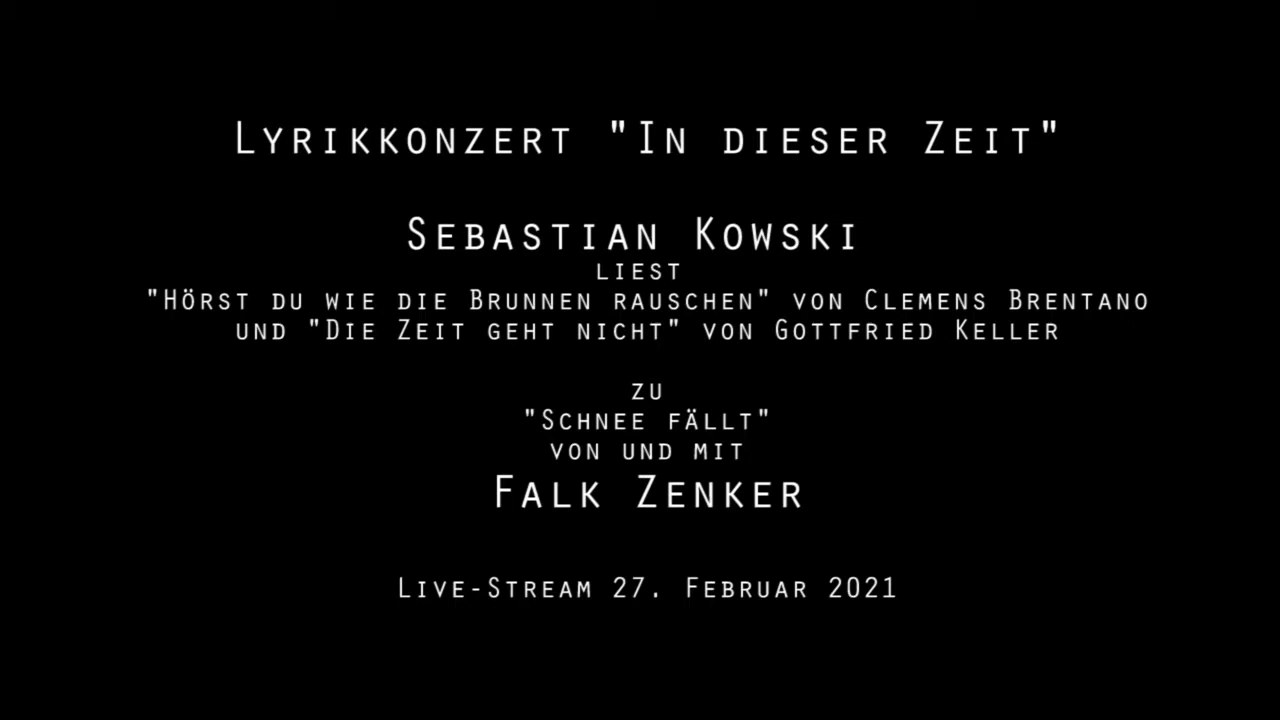 Lyrikkonzert "In dieser Zeit"
Sebastian Kowski
liest
"Hörst du wie die Brunnen rauschen" von Clemens Brentano
und "Die Zeit geht nicht" von Gottfried Keller
zu
"Schnee fällt"
von und mit
Falk Zenker
Live-Stream 27. Februar 2021